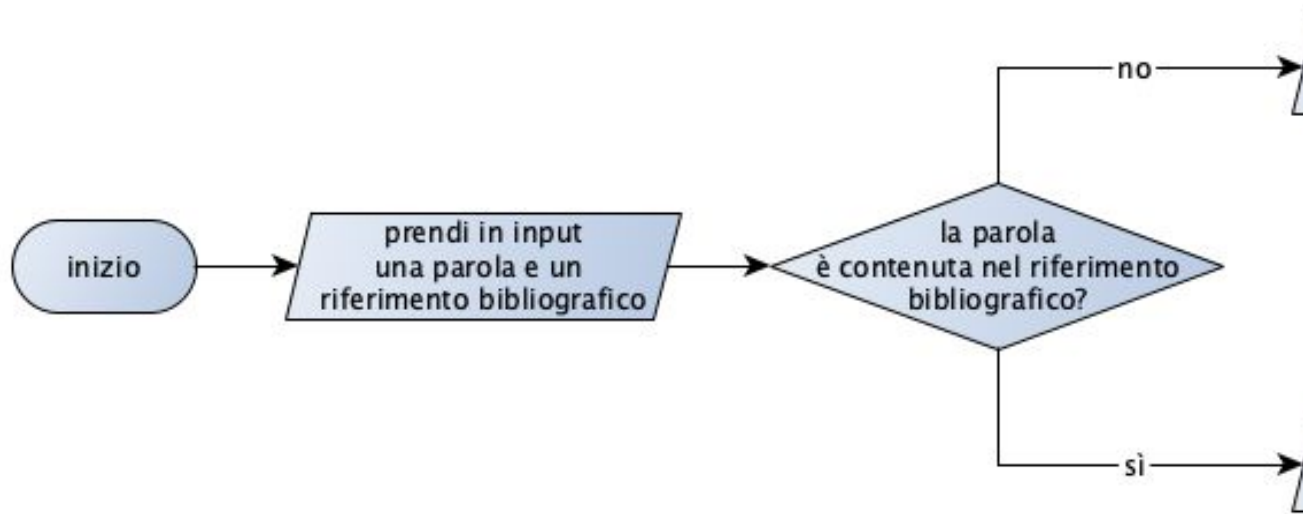 inizio
prendi in input
una parola e un
riferimento bibliografico
la parola
è contenuta nel riferimento
bibliografico?
no
sì